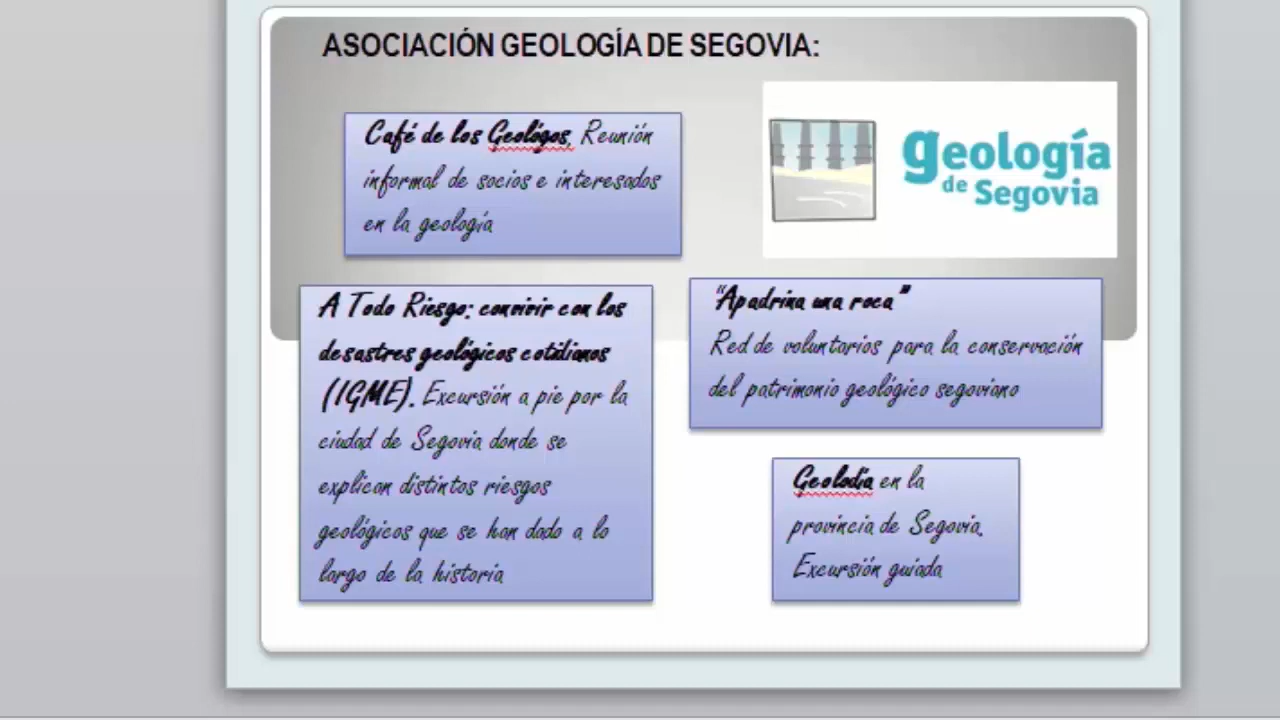 ASOCIACIÓN GEOLOGÍA DE SEGOVIA:
Café de los Geológos. Reunión
informal de socios e interesados
en la geología
geología
de Segovia
A Todo Riesgo: convivir con los
desastres geológicos cotidianos
(IGME). Excursión a pie por la
ciudad de Segovia donde se
explican distintos riesgos
geológicos que se han dado a lo
largo de la historia
"Apadrina una roca"
Red de voluntarios para la conservación
del patrimonio geológico segoviano
Geolodía en la
provincia de Segovia.
Excursión guiada